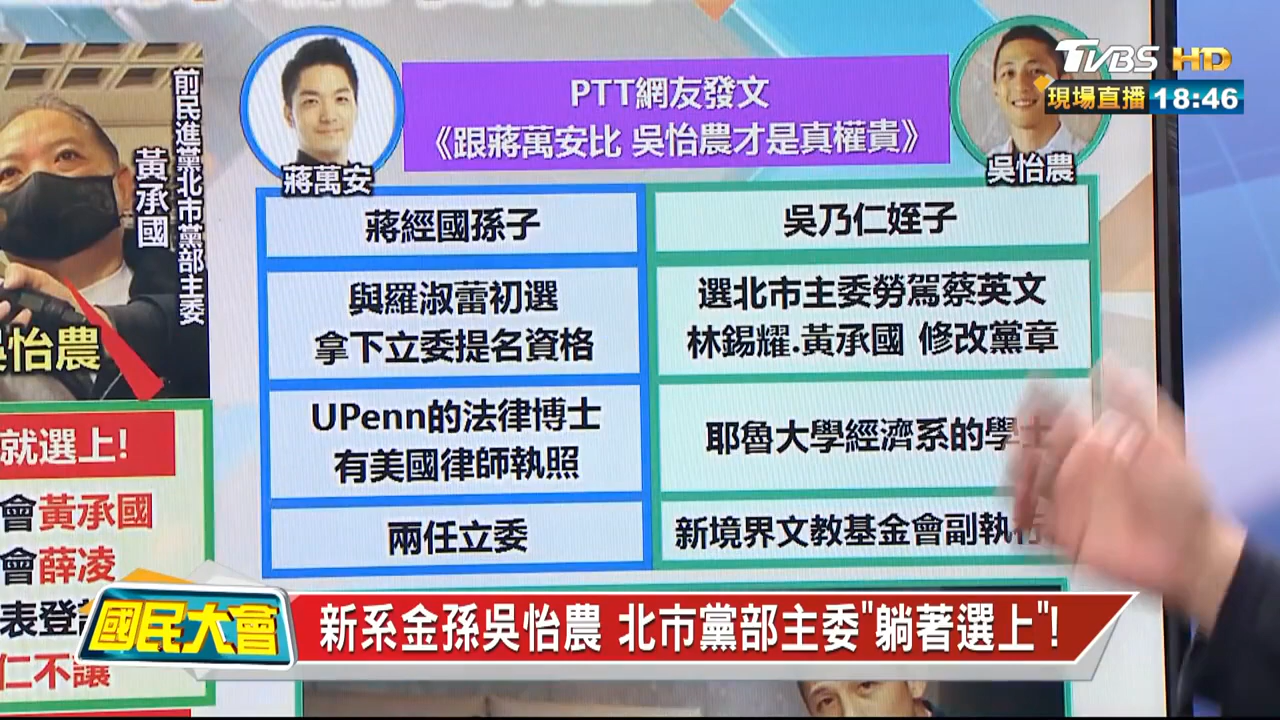 TVBS HD
現場直播 18:46
前民進黨北市黨部主委
黃承國
吳怡農
就選上!
會黃承國
會薛凌
表登
仁不讓
PTT網友發文
《跟蔣萬安比 吳怡農才是真權貴》
蔣萬安
吳怡農
蔣經國孫子
吳乃仁姪子
與羅淑蕾初選
拿下立委提名資格
選北市主委勞駕蔡英文
林錫耀.黃承國 修改黨章
UPenn的法律博士
有美國律師執照
耶魯大學經濟系的學士
兩任立委
新境界文教基金會副執行
國民大會
新系金孫吳怡農 北市黨部主委"躺著選上"!